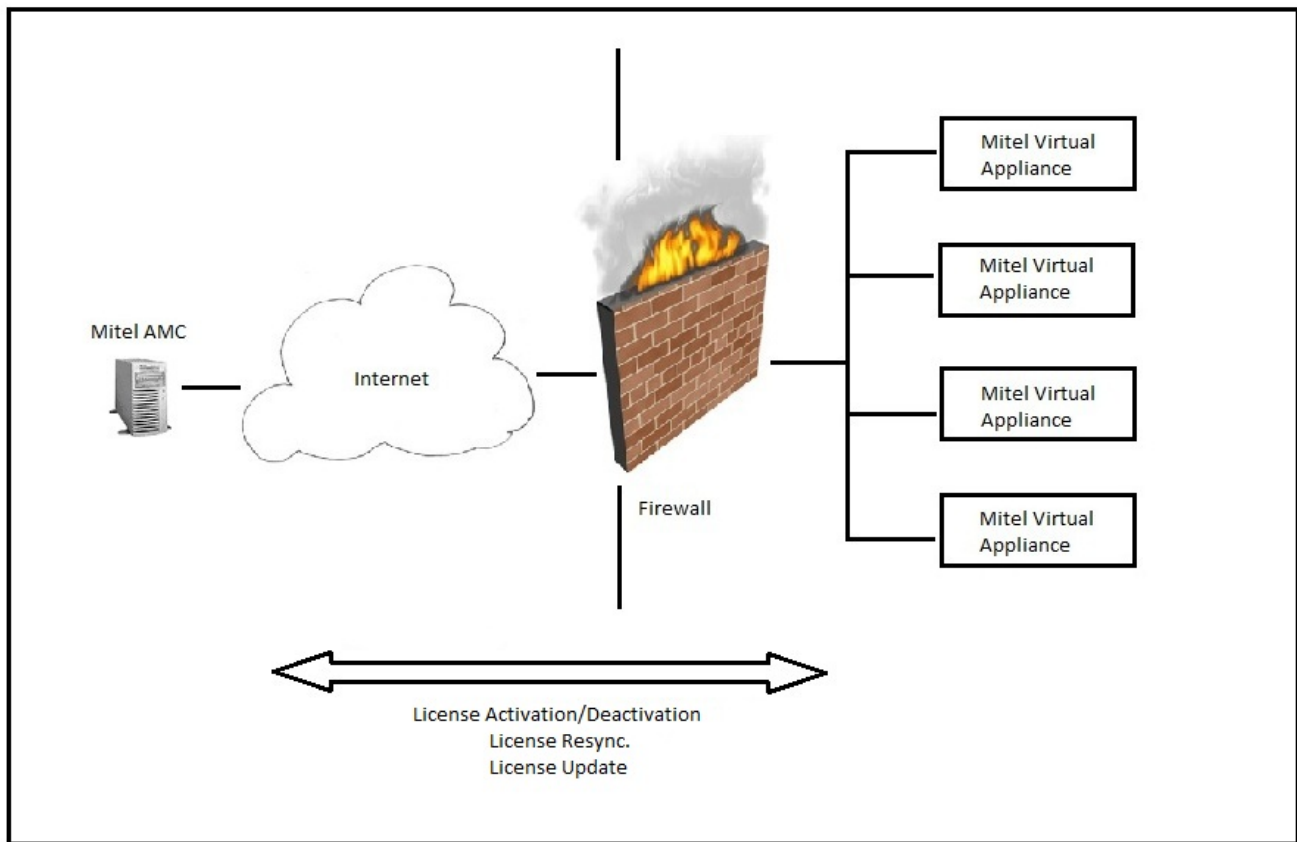 Mitel AMC
Internet
Firewall
Mitel Virtual
Appliance
Mitel Virtual
Appliance
Mitel Virtual
Appliance
Mitel Virtual
Appliance
License Activation/Deactivation
License Resync.
License Update